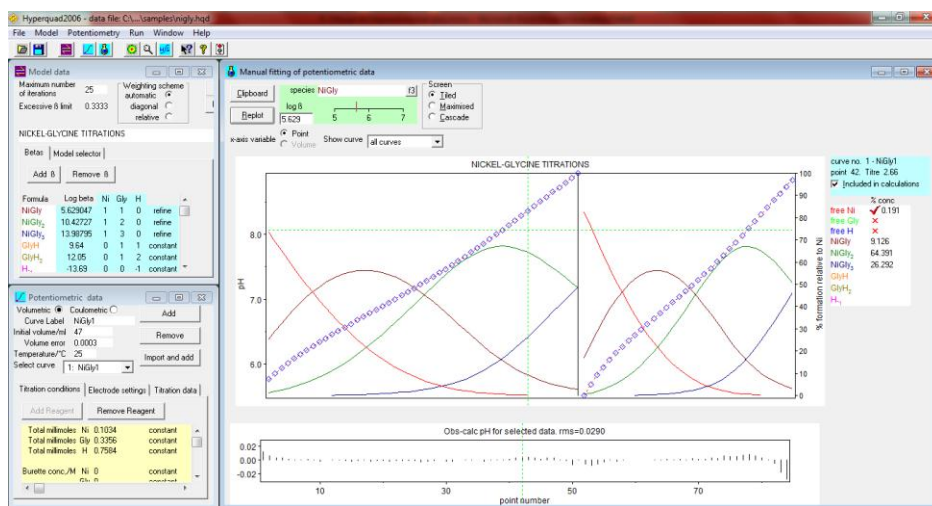 Hyperquad2006 - data file: C:\...\samples\nigly.hqd
File Model Potentiometry Run Window Help
Model data
Maximum number of iterations 25
Excessive ß limit 0.3333
Weighting scheme
automatic
diagonal
relative
NICKEL-GLYCINE TITRATIONS
Betas Model selector
Add ß Remove ß
Formula Log beta Ni Gly H
NiGly 5.629047 1 1 0 refine
NiGly2 10.42727 1 2 0 refine
NiGly3 13.98795 1 3 0 refine
GlyH 9.64 0 1 1 constant
GlyH2 12.05 0 1 2 constant
H-1 -13.69 0 0 -1 constant
Potentiometric data
Volumetric Coulometric
Curve Label NiGly1
Initial volume/ml 47
Volume error 0.0003
Temperature/°C 25
Select curve 1: NiGly1
Add
Remove
Import and add
Titration conditions Electrode settings Titration data
Add Reagent Remove Reagent
Total millimoles Ni 0.1034 constant
Total millimoles Gly 0.3356 constant
Total millimoles H 0.7584 constant
Burette conc./M Ni 0 constant
Manual fitting of potentiometric data
Clipboard
Replot
species NiGly f3
log ß
5.629
5 6 7
Screen
Tiled
Maximised
Cascade
x-axis variable Point
Volume
Show curve all curves
NICKEL-GLYCINE TITRATIONS
8.0
7.0
6.0
pH
100
90
80
70
60
50
40
30
20
10
0
% formation relative to Ni
curve no. 1 - NiGly1
point 42. Titre 2.66
Included in calculations
% conc
free Ni 0.191
free Gly
free H
NiGly 9.126
NiGly2 64.391
NiGly3 26.292
GlyH
GlyH2
H-1
Obs-calc pH for selected data. rms=0.0290
0.02
0.00
-0.02
10 30 50 70
point number